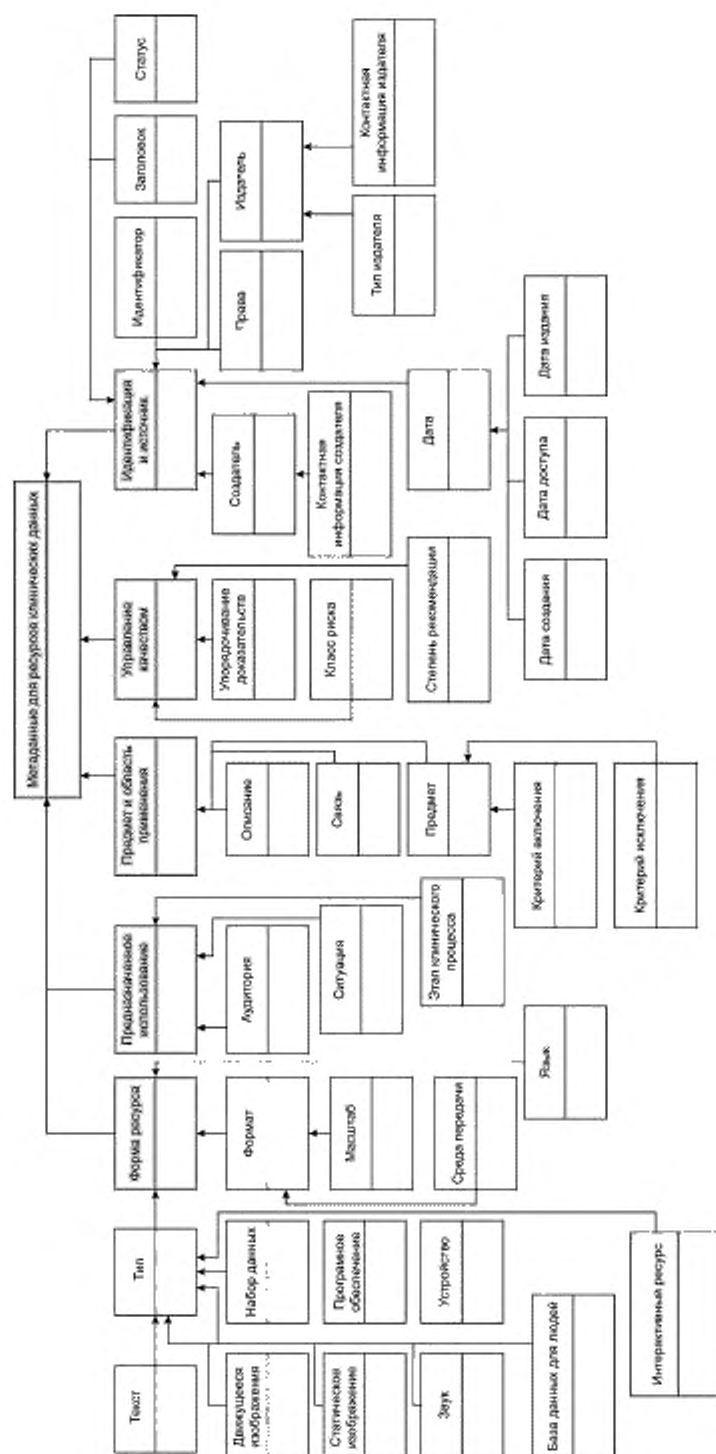 Метаданные для ресурсов клинических данных
Форма ресурса
Предназначенное
использование
Предмет и область
применения
Управление
качеством
Идентификация
и источник
Идентификатор
Заголовок
Статус
Текст
Тип
Формат
Аудитория
Описание
Упорядочивание
доказательств
Создатель
Права
Издатель
Движущееся
изображения
Набор данных
Масштаб
Ситуация
Связь
Класс риска
Контактная
информация создателя
Тип издателя
Контактная
информация издателя
Статическое
изображение
Програмное
обеспечение
Среда передачи
Этап клинического
процесса
Предмет
Степень рекомендации
Дата
Звук
Устройство
Язык
Критерий включения
Дата создания
Дата доступа
Дата издания
База данных для людей
Критерий исключения
Интерактивный ресурс